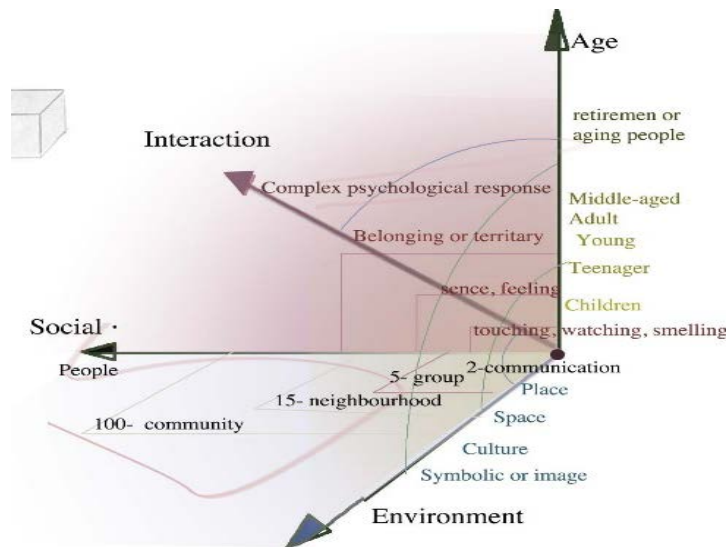 Age
retiremen or
aging people
Interaction
Complex psychological response
Middle-aged
Adult
Belonging or territary
Young
Teenager
sence, feeling
Children
Social ·
touching, watching, smelling
People
2-communication
5- group
Place
15- neighbourhood
Space
100- community
Culture
Symbolic or image
Environment